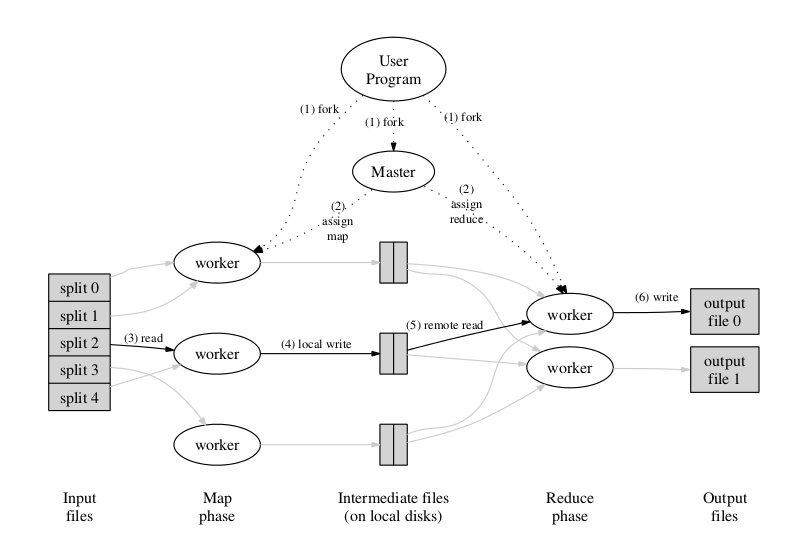 User
Program
(1) fork
(1) fork
(1) fork
Master
(2)
assign
map
(2)
assign
reduce
worker
split 0
split 1
split 2
split 3
split 4
(3) read
worker
(4) local write
worker
(5) remote read
worker
worker
(6) write
output
file 0
output
file 1
Input
files
Map
phase
Intermediate files
(on local disks)
Reduce
phase
Output
files